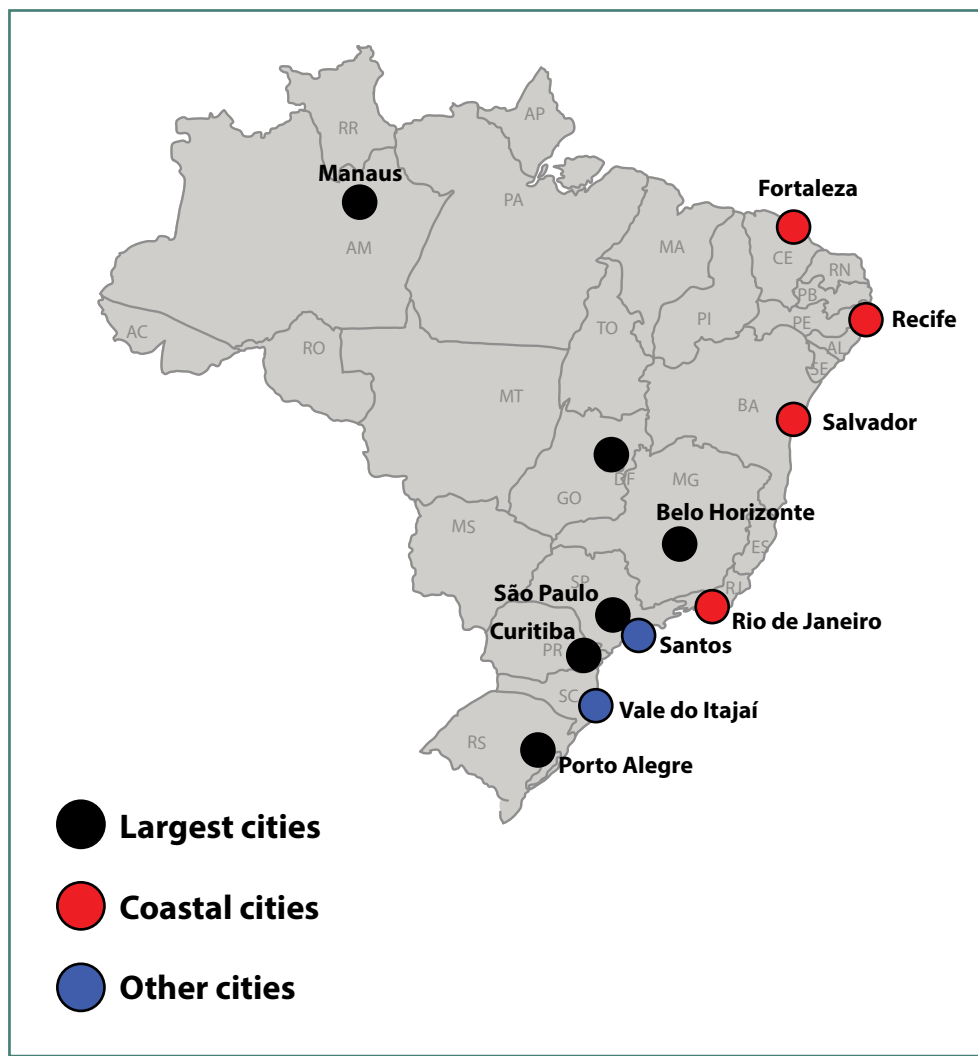 RR
AP
Manaus
PA
Fortaleza
AM
MA
CE
RN
PB
AC
RO
TO
PI
PE
Recife
AL
SE
MT
BA
Salvador
DF
MG
GO
Belo Horizonte
MS
ES
SP
RJ
São Paulo
Rio de Janeiro
Curitiba
PR
Santos
SC
Vale do Itajaí
RS
Porto Alegre
Largest cities
Coastal cities
Other cities